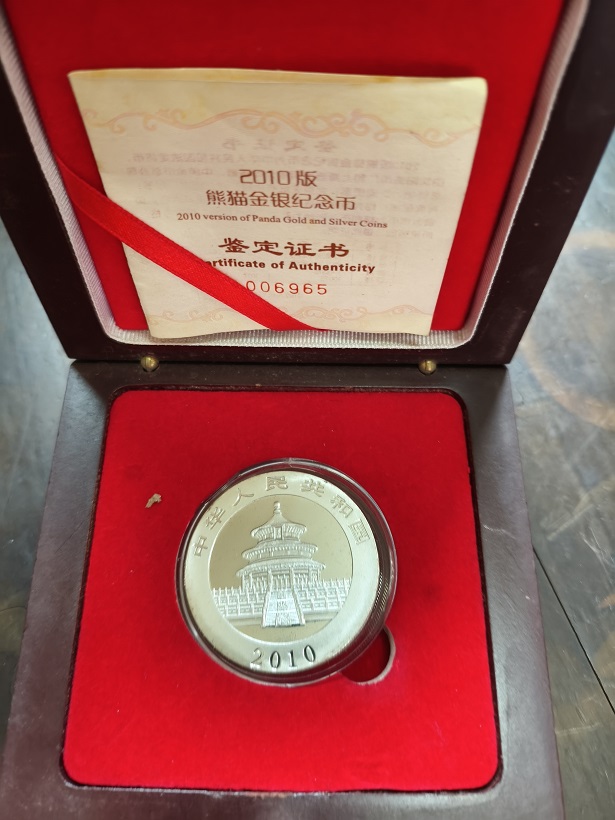 2010版
熊猫金银纪念币
2010 version of Panda Gold and Silver Coins
鉴定证书
ertificate of Authenticity
006965
中华人民共和国
2010